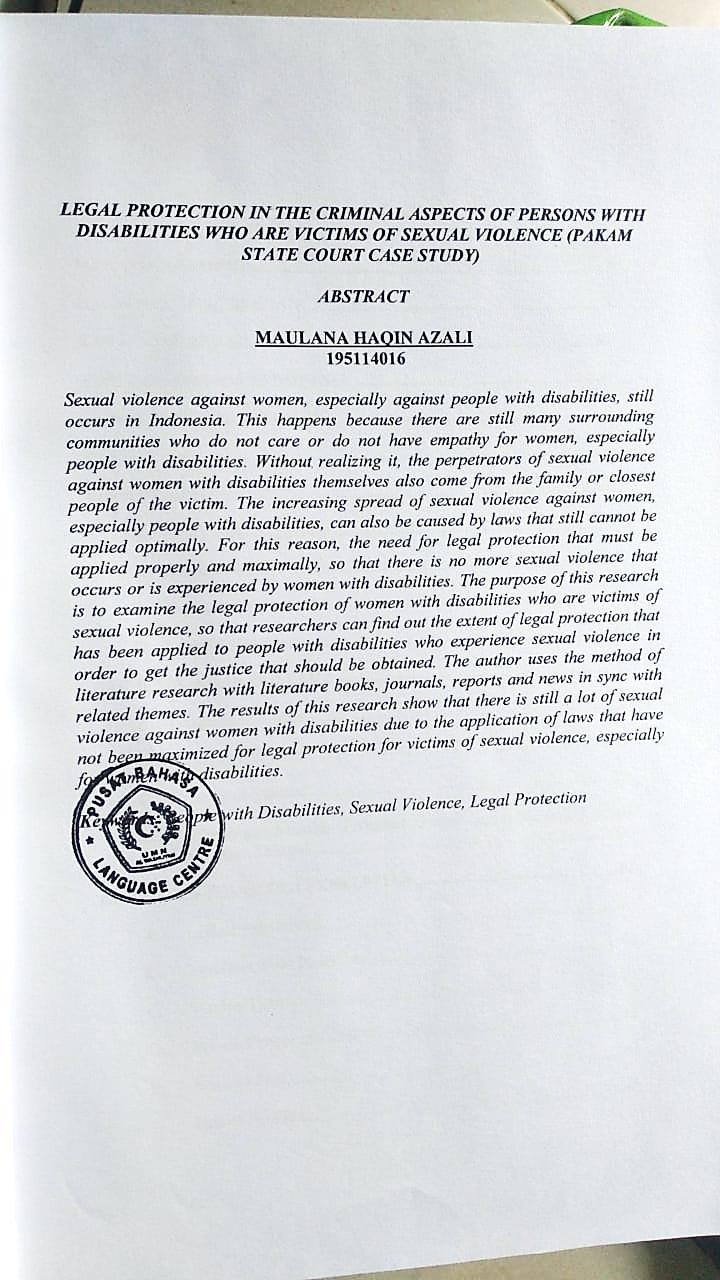 LEGAL PROTECTION IN THE CRIMINAL ASPECTS OF PERSONS WITH
DISABILITIES WHO ARE VICTIMS OF SEXUAL VIOLENCE (PAKAM
STATE COURT CASE STUDY)
ABSTRACT
MAULANA HAQIN AZALI
195114016
Sexual violence against women, especially against people with disabilities, still
occurs in Indonesia. This happens because there are still many surrounding
communities who do not care or do not have empathy for women, especially
people with disabilities. Without realizing it, the perpetrators of sexual violence
against women with disabilities themselves also come from the family or closest
people of the victim. The increasing spread of sexual violence against women,
especially people with disabilities, can also be caused by laws that still cannot be
applied optimally. For this reason, the need for legal protection that must be
applied properly and maximally, so that there is no more sexual violence that
occurs or is experienced by women with disabilities. The purpose of this research
is to examine the legal protection of women with disabilities who are victims of
sexual violence, so that researchers can find out the extent of legal protection that
has been applied to people with disabilities who experience sexual violence in
order to get the justice that should be obtained. The author uses the method of
literature research with literature books, journals, reports and news in sync with
related themes. The results of this research show that there is still a lot of sexual
violence against women with disabilities due to the application of laws that have
not been maximized for legal protection for victims of sexual violence, especially
for women with disabilities.
People with Disabilities, Sexual Violence, Legal Protection
PUSAT BAHASA
UMN
LANGUAGE CENTRE